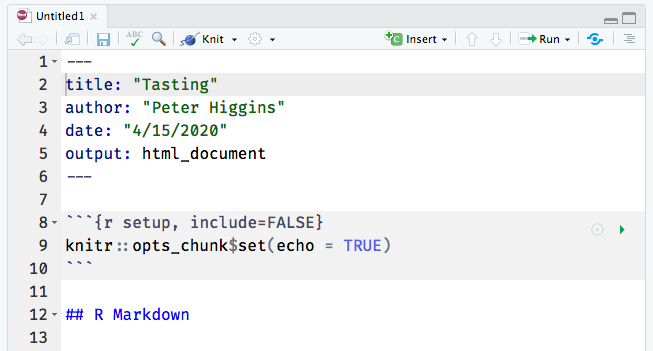 Untitled1
ABC Knit Insert Run
1 ---
2 title: "Tasting"
3 author: "Peter Higgins"
4 date: "4/15/2020"
5 output: html_document
6 ---
7
8 ```{r setup, include=FALSE}
9 knitr::opts_chunk$set(echo = TRUE)
10 ```
11
12 ## R Markdown
13